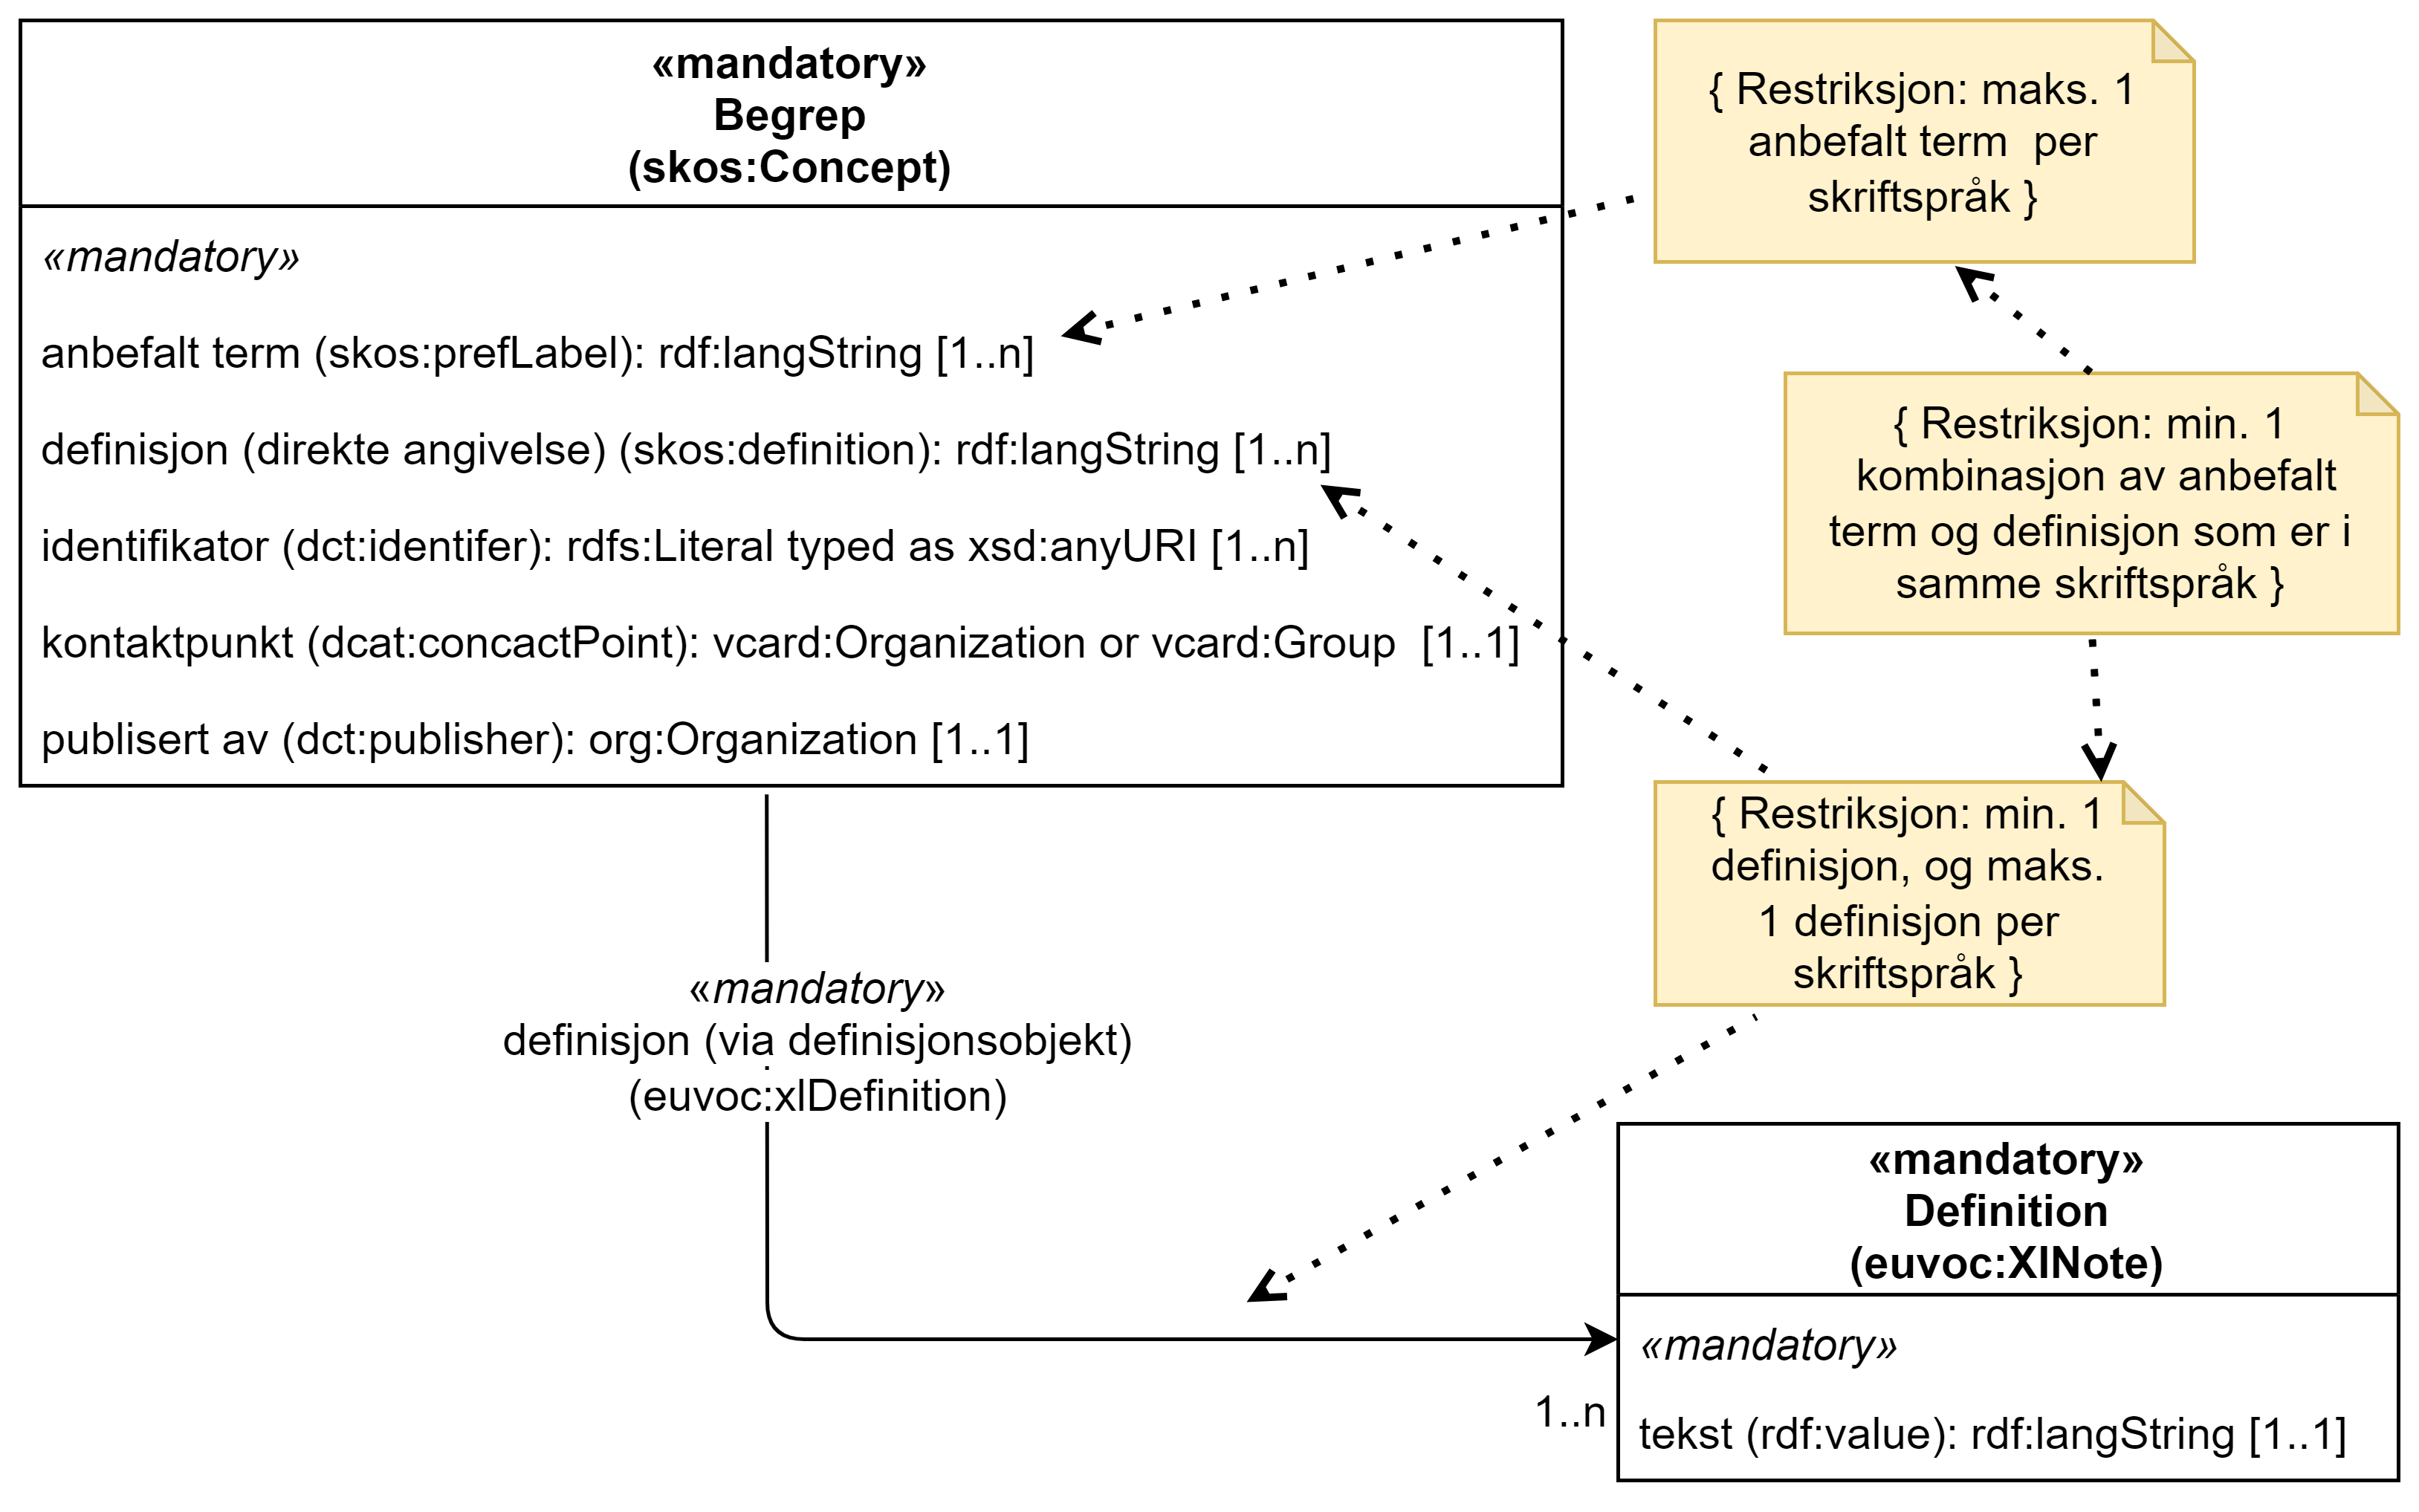 «mandatory»
Begrep
(skos:Concept)
«mandatory»
anbefalt term (skos:prefLabel): rdf:langString [1..n]
definisjon (direkte angivelse) (skos:definition): rdf:langString [1..n]
identifikator (dct:identifer): rdfs:Literal typed as xsd:anyURI [1..n]
kontaktpunkt (dcat:concactPoint): vcard:Organization or vcard:Group  [1..1]
publisert av (dct:publisher): org:Organization [1..1]
{ Restriksjon: maks. 1
anbefalt term  per
skriftspråk }
{ Restriksjon: min. 1
kombinasjon av anbefalt
term og definisjon som er i
samme skriftspråk }
{ Restriksjon: min. 1
definisjon, og maks.
1 definisjon per
skriftspråk }
«mandatory»
definisjon (via definisjonsobjekt)
(euvoc:xlDefinition)
1..n
«mandatory»
Definition
(euvoc:XlNote)
«mandatory»
tekst (rdf:value): rdf:langString [1..1]